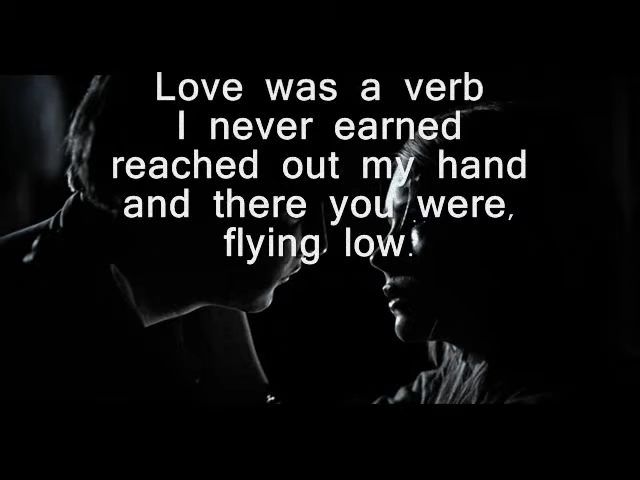 Love was a verb
I never earned
reached out my hand
and there you were,
flying low.